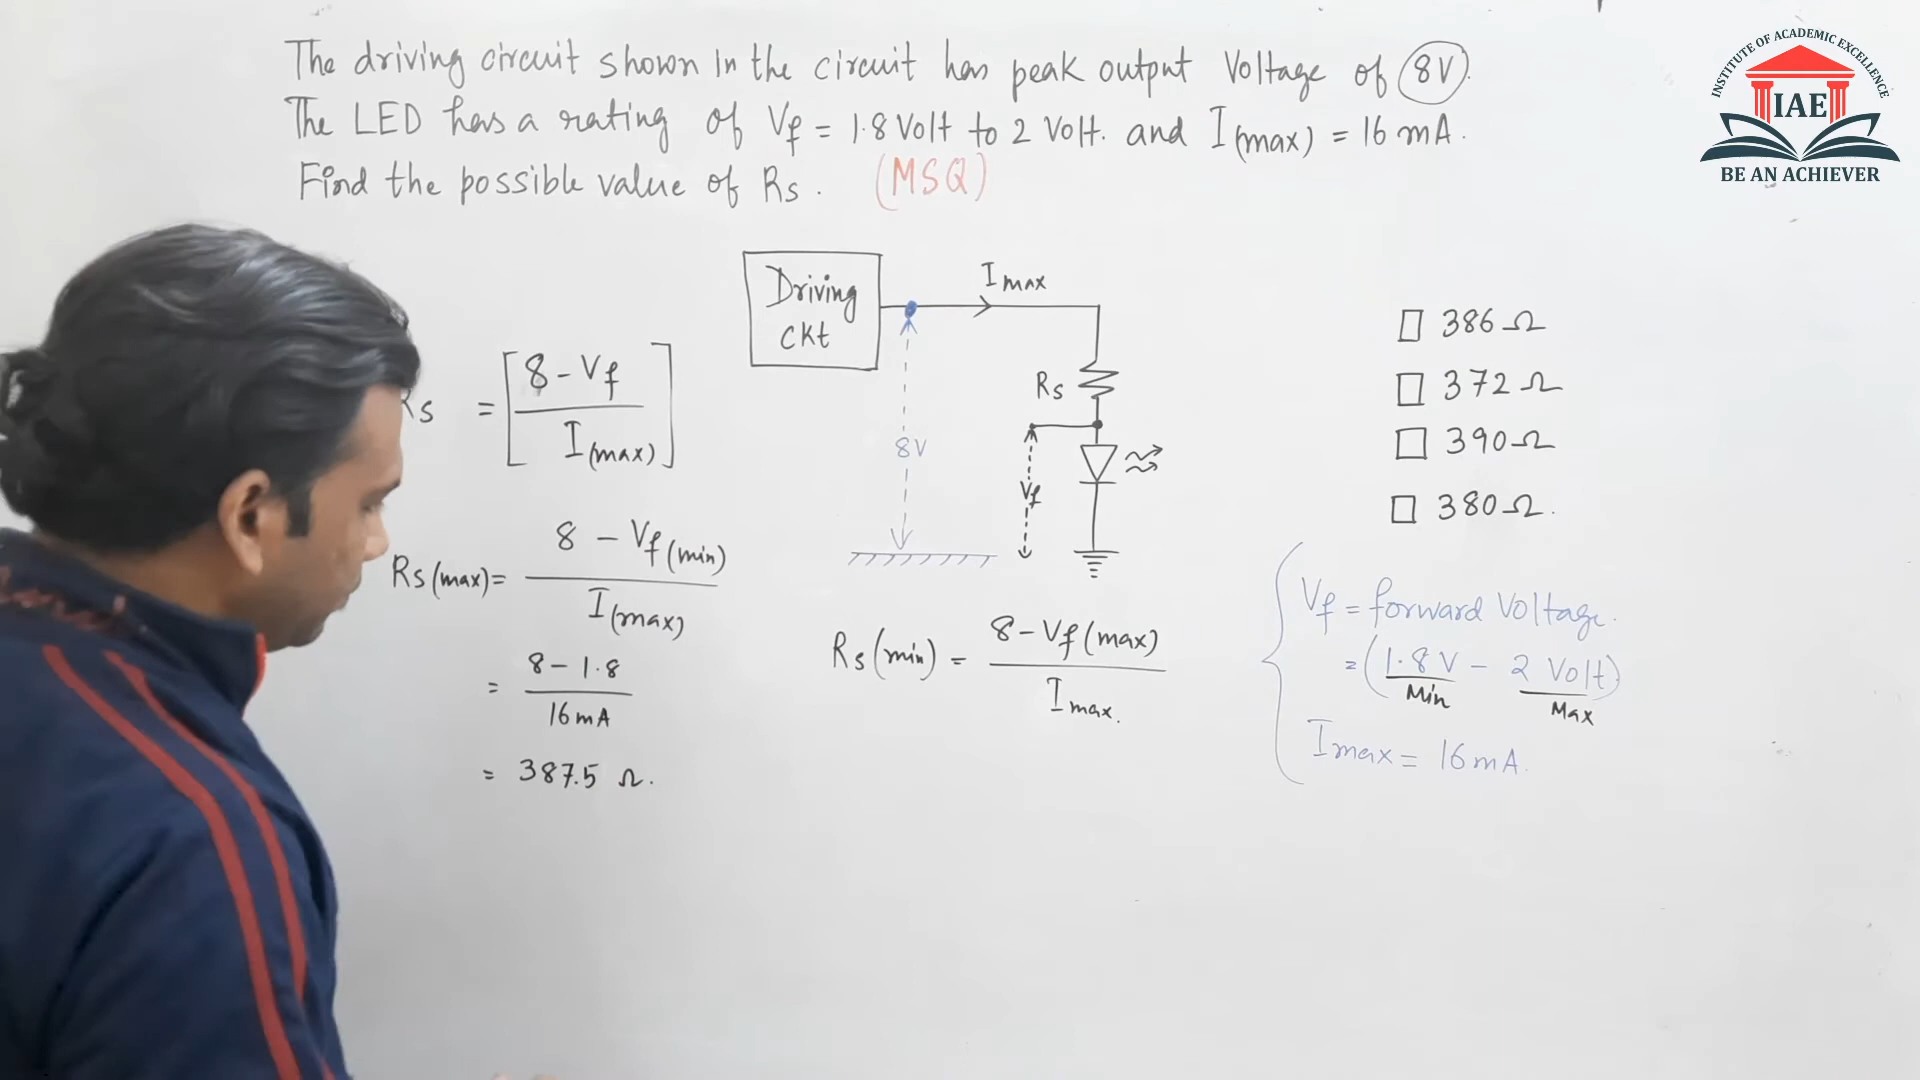 The driving circuit shown in the circuit has peak output Voltage of 8V.
The LED has a rating of Vf = 1.8 Volt to 2 Volt. and I(max) = 16 mA.
Find the possible value of Rs. (MSQ)
INSTITUTE OF ACADEMIC EXCELLENCE
IAE
BE AN ACHIEVER
Driving
ckt
Imax
Rs
8V
Vf
Rs = [8 - Vf / I(max)]
Rs(max) = 8 - Vf(min) / I(max)
= 8 - 1.8 / 16mA
= 387.5 Ω.
Rs(min) = 8 - Vf(max) / Imax.
□ 386 Ω
□ 372 Ω
□ 390 Ω
□ 380 Ω.
Vf = forward Voltage.
= (1.8 V - 2 Volt)
Min Max
Imax = 16mA.